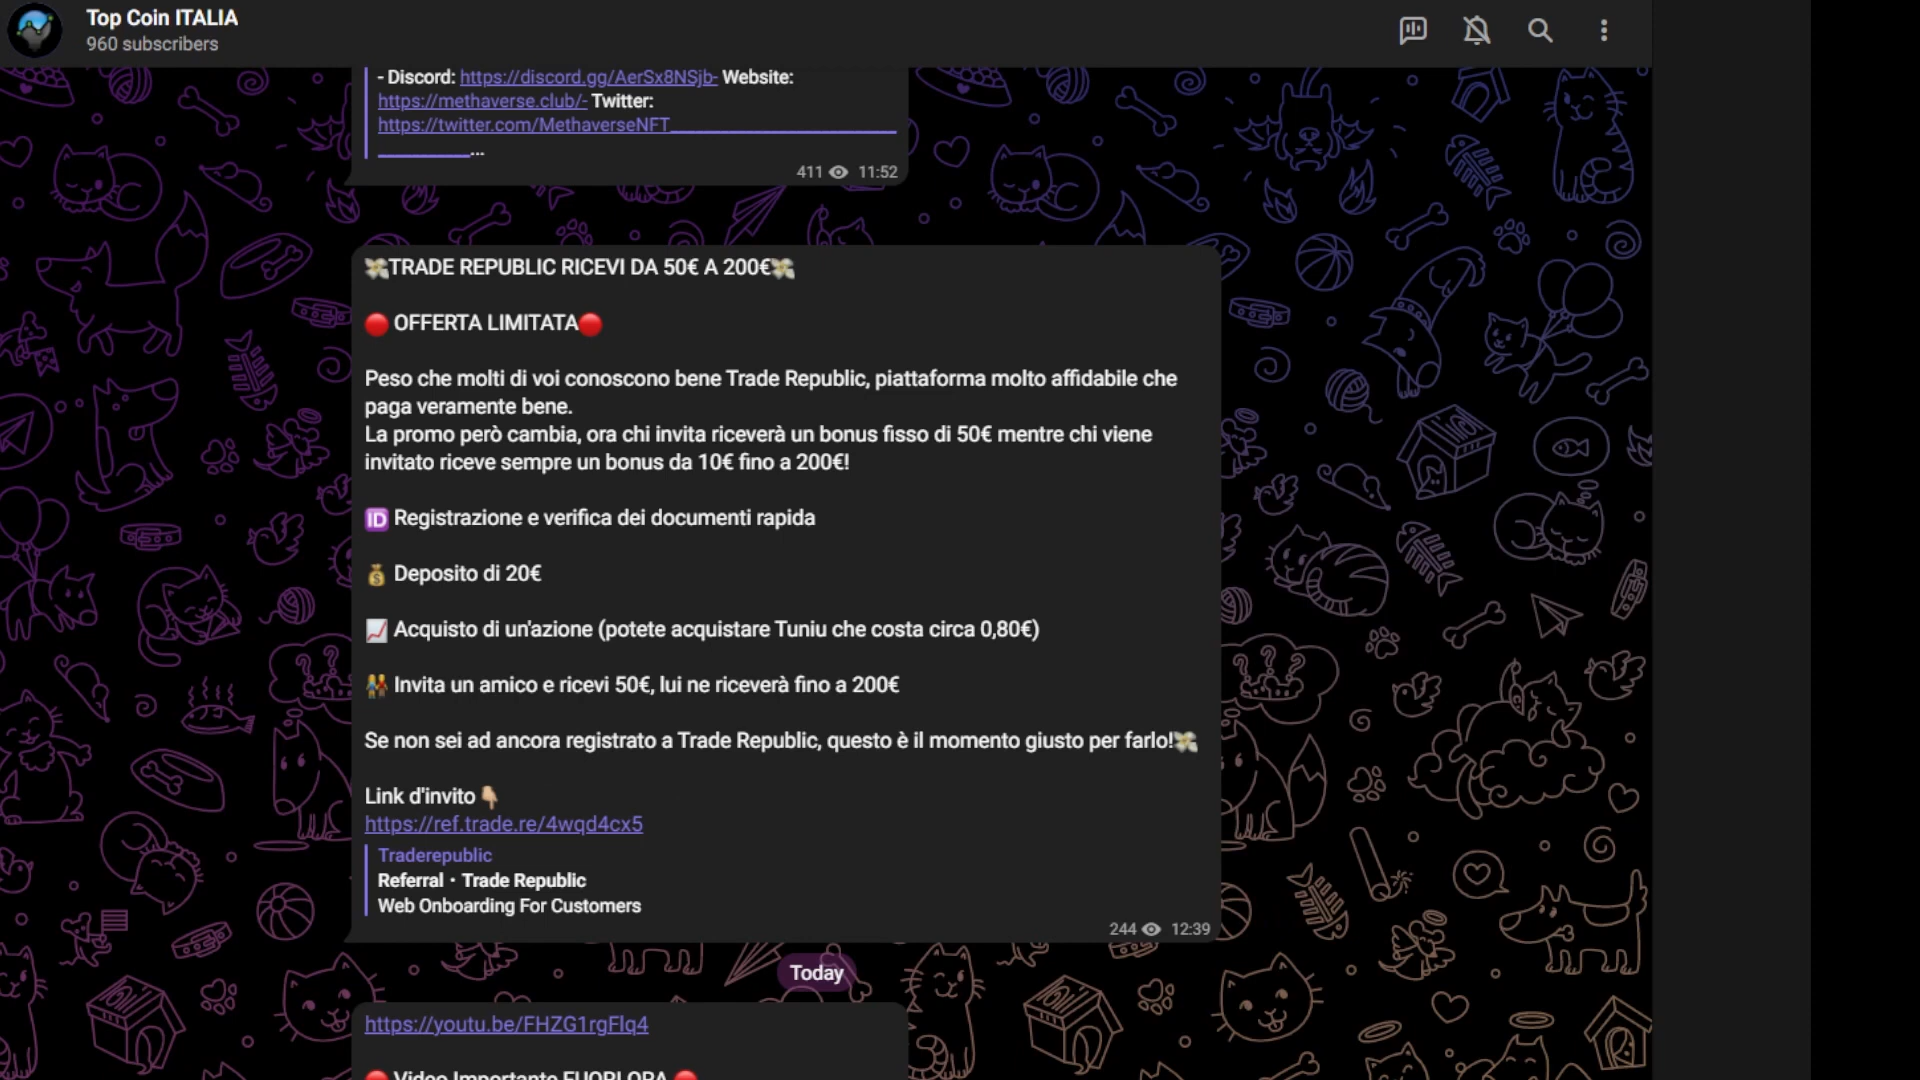 Top Coin ITALIA
960 subscribers
- Discord: https://discord.gg/AerSx8NSjb- Website:
https://methaverse.club/- Twitter:
https://twitter.com/MethaverseNFT______________________
_________...
411 11:52
💸TRADE REPUBLIC RICEVI DA 50€ A 200€💸
🔴 OFFERTA LIMITATA🔴
Peso che molti di voi conoscono bene Trade Republic, piattaforma molto affidabile che
paga veramente bene.
La promo però cambia, ora chi invita riceverà un bonus fisso di 50€ mentre chi viene
invitato riceve sempre un bonus da 10€ fino a 200€!
🆔 Registrazione e verifica dei documenti rapida
💰 Deposito di 20€
📈 Acquisto di un'azione (potete acquistare Tuniu che costa circa 0,80€)
👫 Invita un amico e ricevi 50€, lui ne riceverà fino a 200€
Se non sei ad ancora registrato a Trade Republic, questo è il momento giusto per farlo!💸
Link d'invito👇🏼
https://ref.trade.re/4wqd4cx5
Traderepublic
Referral · Trade Republic
Web Onboarding For Customers
244 12:39
Today
https://youtu.be/FHZG1rgFlq4
🔴 Video Importante FUORI ORA 🔴